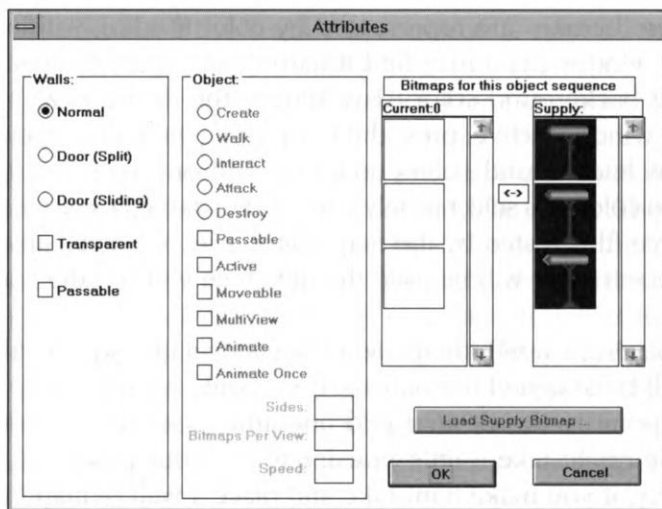 Attributes
Walls:
Normal
Door (Split)
Door (Sliding)
Transparent
Passable
Object:
Create
Walk
Interact
Attack
Destroy
Passable
Active
Moveable
MultiView
Animate
Animate Once
Sides:
Bitmaps Per View:
Speed:
Bitmaps for this object sequence
Current:0
Supply:
<->
Load Supply Bitmap ..
OK
Cancel